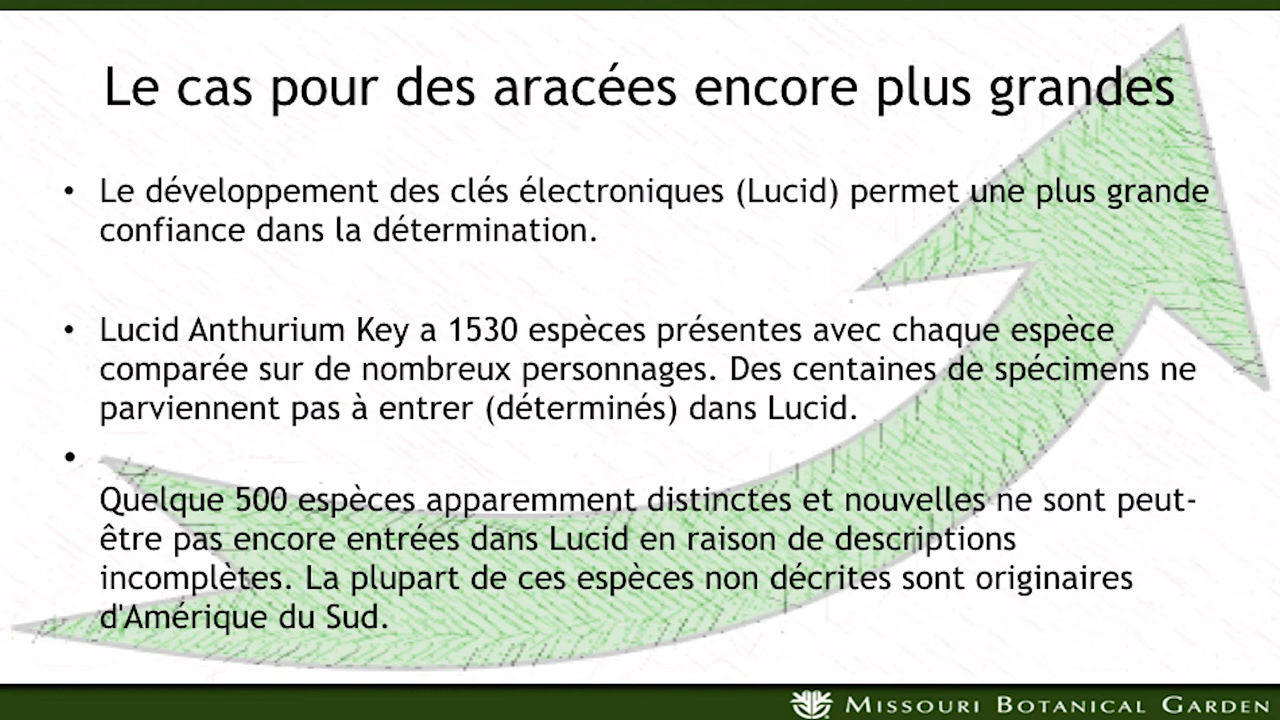 Le cas pour des aracées encore plus grandes
• Le développement des clés électroniques (Lucid) permet une plus grande
confiance dans la détermination.
• Lucid Anthurium Key a 1530 espèces présentes avec chaque espèce
comparée sur de nombreux personnages. Des centaines de spécimens ne
parviennent pas à entrer (déterminés) dans Lucid.
•
Quelque 500 espèces apparemment distinctes et nouvelles ne sont peut-
être pas encore entrées dans Lucid en raison de descriptions
incomplètes. La plupart de ces espèces non décrites sont originaires
d'Amérique du Sud.
MISSOURI BOTANICAL GARDEN